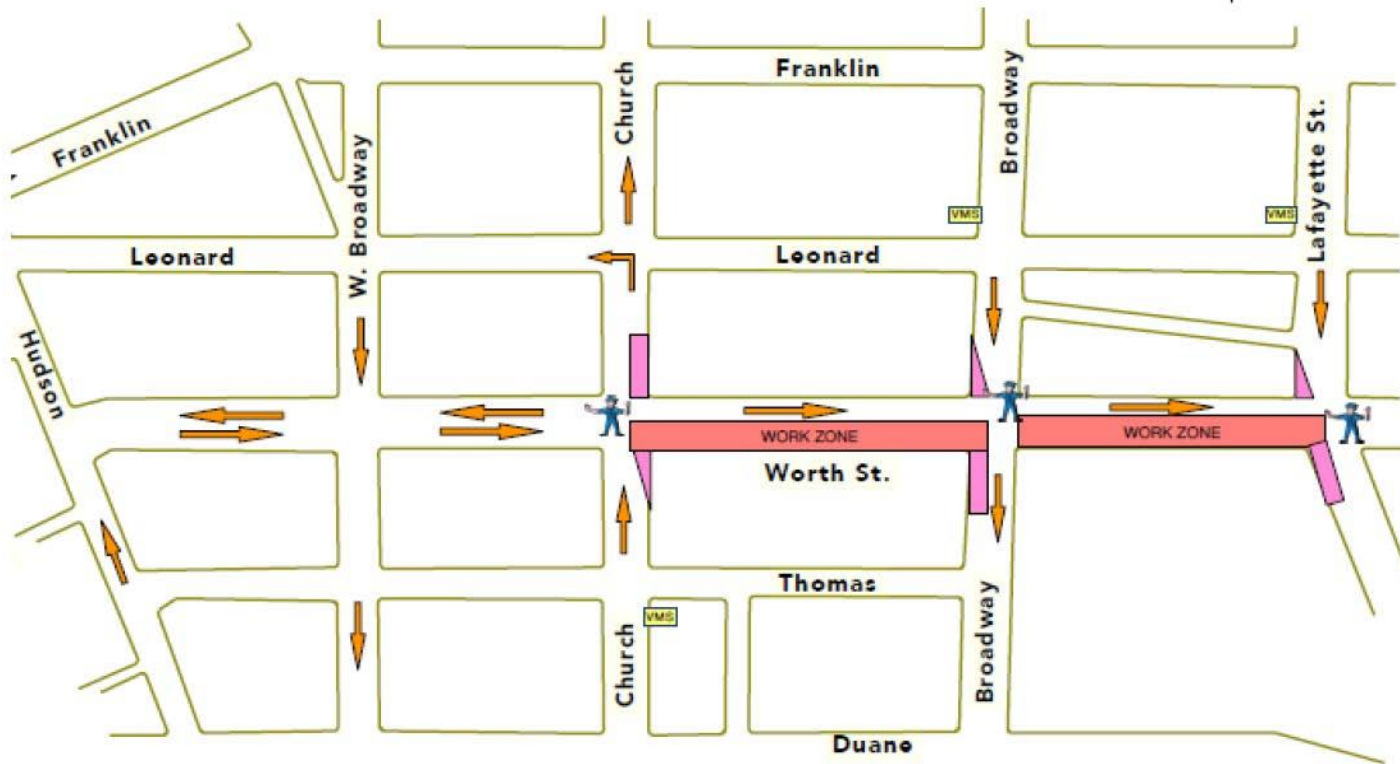 Franklin
Church
Broadway
Franklin
Lafayette St.
W. Broadway
VMS
VMS
Leonard
Leonard
Hudson
WORK ZONE
WORK ZONE
Worth St.
Thomas
VMS
Church
Broadway
Duane